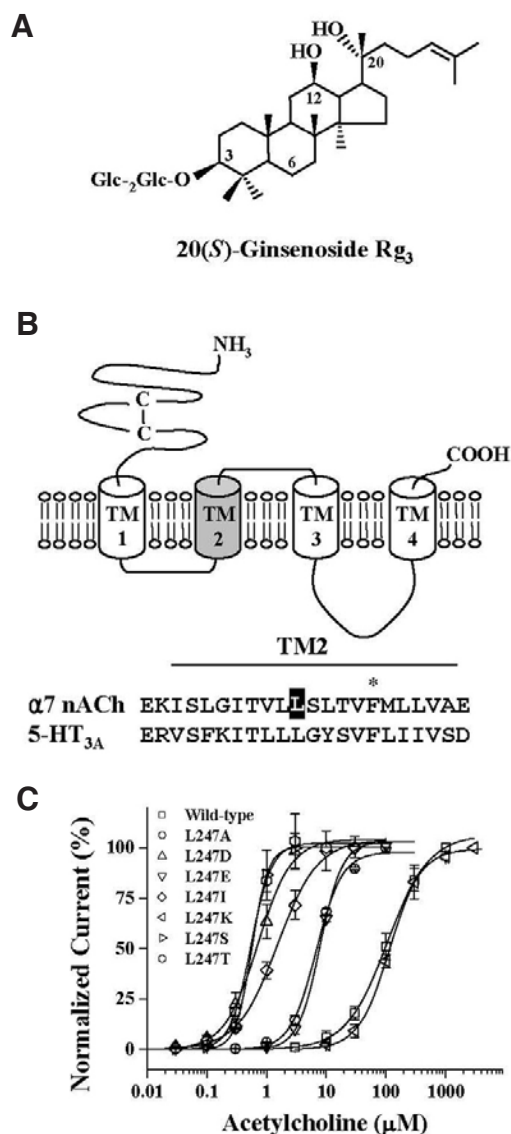 A
HO
HO
20
12
3
6
Glc-₂Glc-O
20(S)-Ginsenoside Rg₃
B
NH₃
C
C
COOH
TM
1
TM
2
TM
3
TM
4
TM2
*
α7 nACh EKISLGITVLLSLTVFMLLVAE
5-HT₃A ERVSFKITLLLGYSVFLIIVSD
C
Wild-type
L247A
L247D
L247E
L247I
L247K
L247S
L247T
100
75
50
25
0
Normalized Current (%)
0.01 0.1 1 10 100 1000
Acetylcholine (μM)